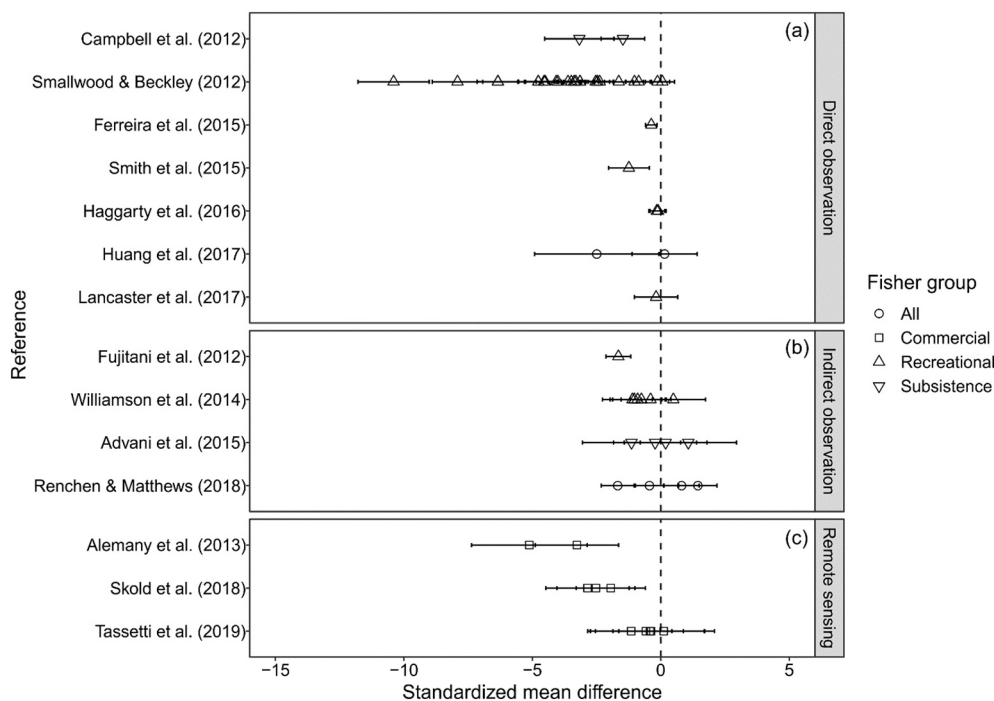 (a)
Campbell et al. (2012)
Smallwood & Beckley (2012)
Ferreira et al. (2015)
Smith et al. (2015)
Haggarty et al. (2016)
Huang et al. (2017)
Lancaster et al. (2017)
Direct observation
(b)
Fujitani et al. (2012)
Williamson et al. (2014)
Advani et al. (2015)
Renchen & Matthews (2018)
Indirect observation
(c)
Alemany et al. (2013)
Skold et al. (2018)
Tassetti et al. (2019)
Remote sensing
Reference
−15 −10 −5 0 5
Standardized mean difference
Fisher group
All
Commercial
Recreational
Subsistence